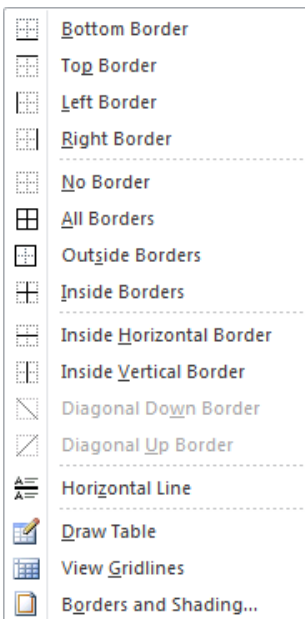 Bottom Border
Top Border
Left Border
Right Border
No Border
All Borders
Outside Borders
Inside Borders
Inside Horizontal Border
Inside Vertical Border
Diagonal Down Border
Diagonal Up Border
Horizontal Line
Draw Table
View Gridlines
Borders and Shading...